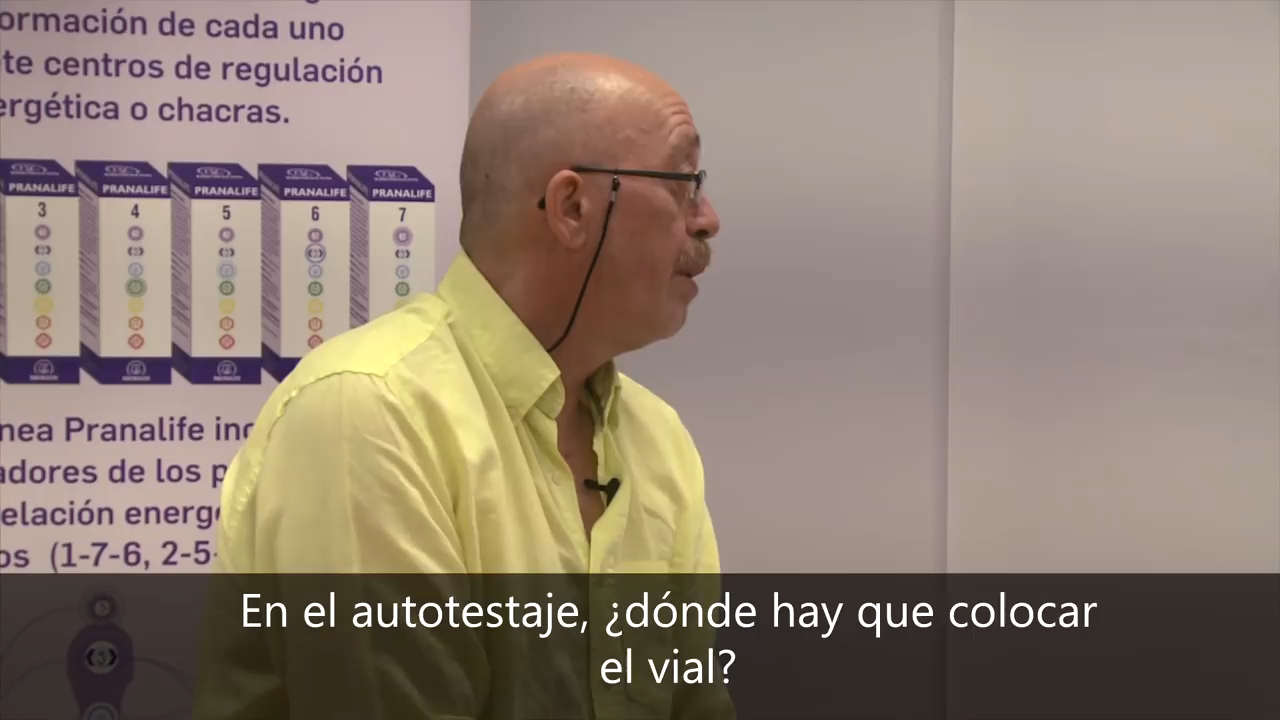 ormación de cada uno
te centros de regulación
ergética o chacras.
PRANALIFE
PRANALIFE
PRANALIFE
PRANALIFE
PRANALIFE
3
4
5
6
7
nea Pranalife inc
adores de los p
elación energé
os (1-7-6, 2-5-
En el autotestaje, ¿dónde hay que colocar
el vial?